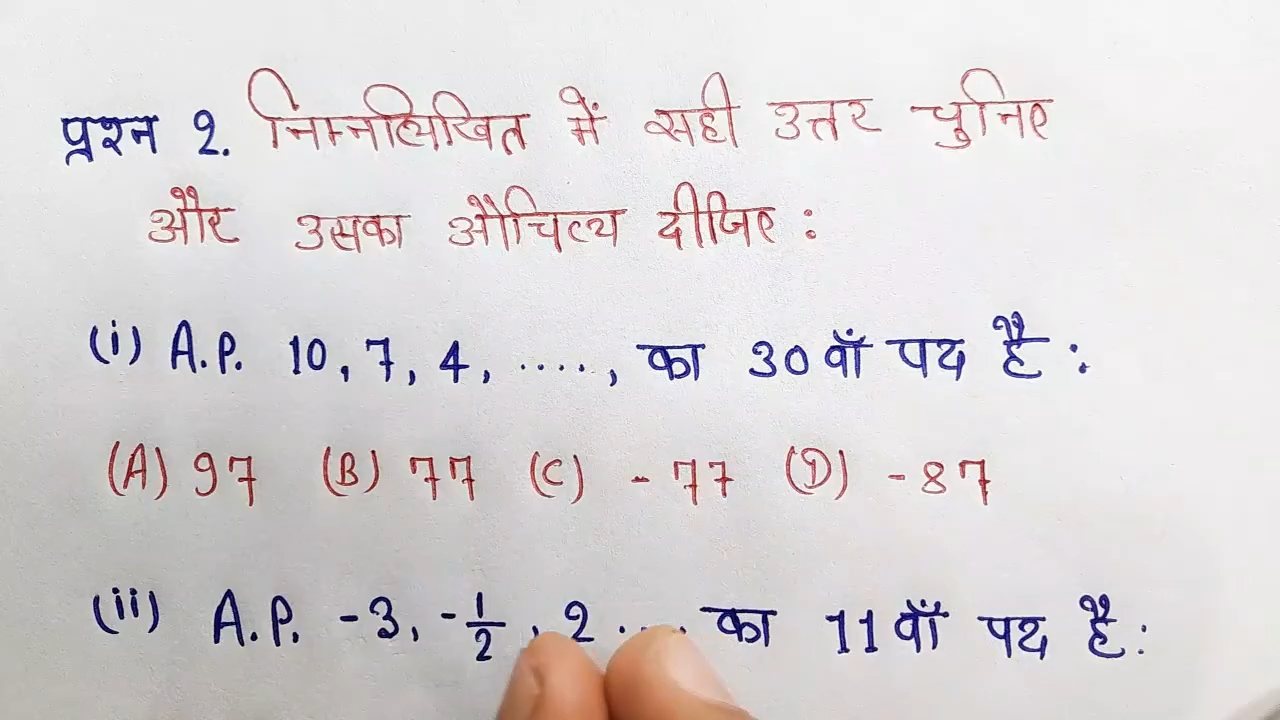 प्रश्न 2. निम्नलिखित में सही उत्तर चुनिए
और उसका औचित्य दीजिए :
(i) A.P. 10, 7, 4, ...., का 30वाँ पद है :
(A) 97 (B) 77 (C) -77 (D) -87
(ii) A.P. -3, -1/2, 2 .... का 11वाँ पद है :